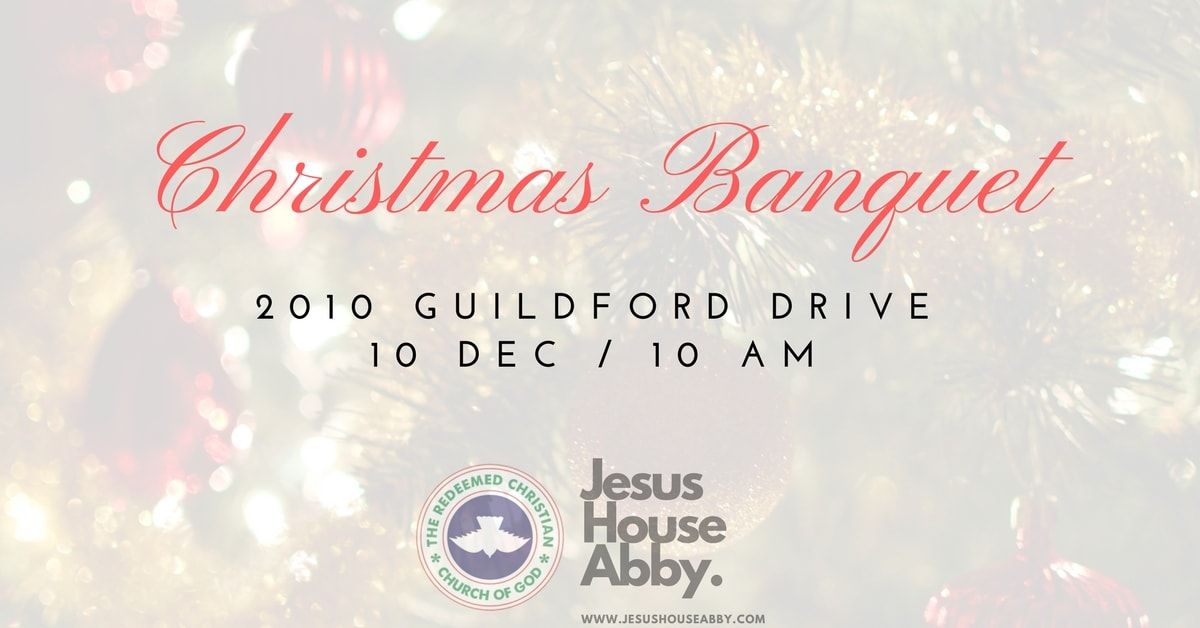 Christmas Banquet
2010 GUILDFORD DRIVE
10 DEC / 10 AM
THE REDEEMED CHRISTIAN
* CHURCH OF GOD *
Jesus
House
Abby.
WWW.JESUSHOUSEABBY.COM